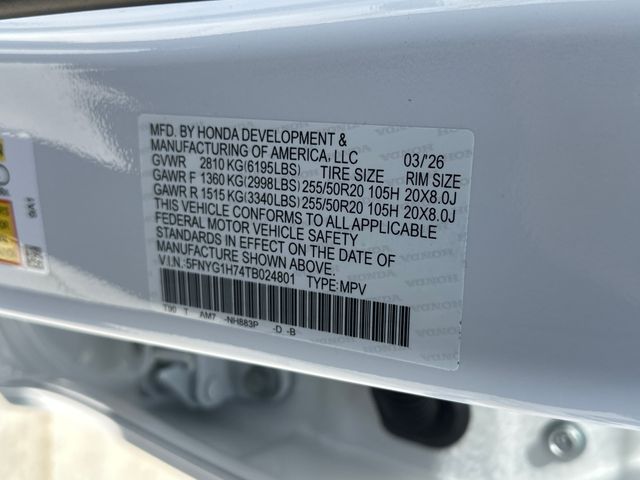 MFD. BY HONDA DEVELOPMENT &
MANUFACTURING OF AMERICA, LLC 03/'26
GVWR 2810 KG(6195LBS) TIRE SIZE RIM SIZE
GAWR F 1360 KG(2998LBS) 255/50R20 105H 20X8.0J
GAWR R 1515 KG(3340LBS) 255/50R20 105H 20X8.0J
THIS VEHICLE CONFORMS TO ALL APPLICABLE
FEDERAL MOTOR VEHICLE SAFETY
STANDARDS IN EFFECT ON THE DATE OF
MANUFACTURE SHOWN ABOVE.
V.I.N.:5FNYG1H74TB024801 TYPE:MPV
T90 T AM7 -NH883P -D -B
HONDA